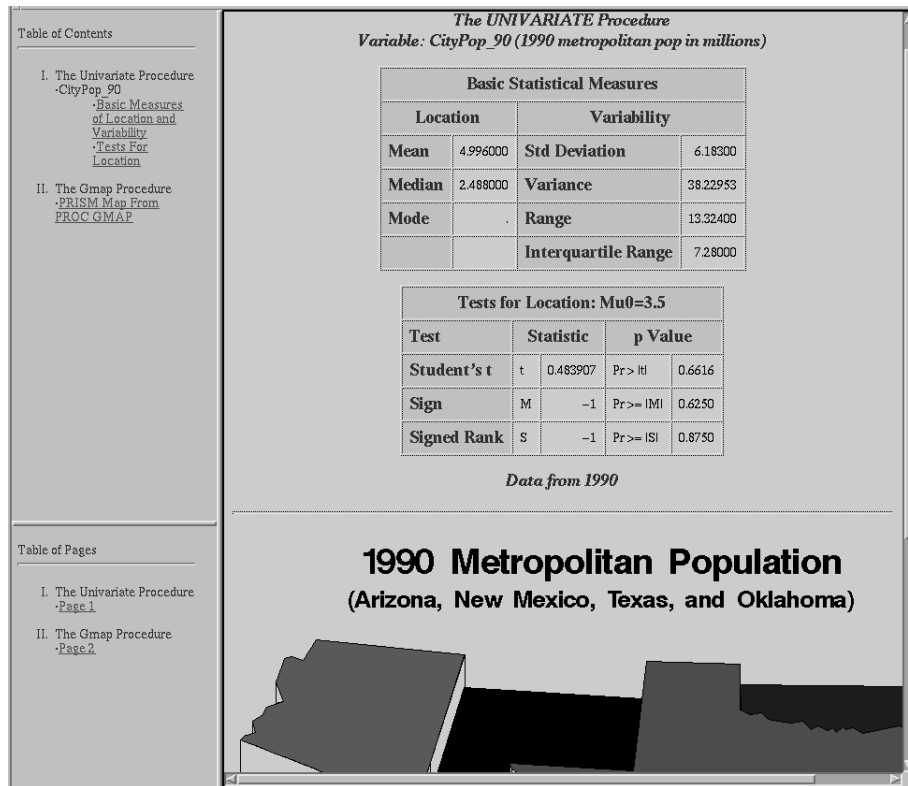 Table of Contents
I. The Univariate Procedure
·CityPop_90
·Basic Measures
of Location and
Variability
·Tests For
Location
II. The Gmap Procedure
·PRISM Map From
PROC GMAP
Table of Pages
I. The Univariate Procedure
·Page 1
II. The Gmap Procedure
·Page 2
The UNIVARIATE Procedure
Variable: CityPop_90 (1990 metropolitan pop in millions)
Basic Statistical Measures
Location Variability
Mean 4.996000 Std Deviation 6.18300
Median 2.488000 Variance 38.22953
Mode . Range 13.32400
Interquartile Range 7.28000
Tests for Location: Mu0=3.5
Test Statistic p Value
Student's t t 0.483907 Pr > |t| 0.6616
Sign M -1 Pr >= |M| 0.6250
Signed Rank S -1 Pr >= |S| 0.8750
Data from 1990
1990 Metropolitan Population
(Arizona, New Mexico, Texas, and Oklahoma)